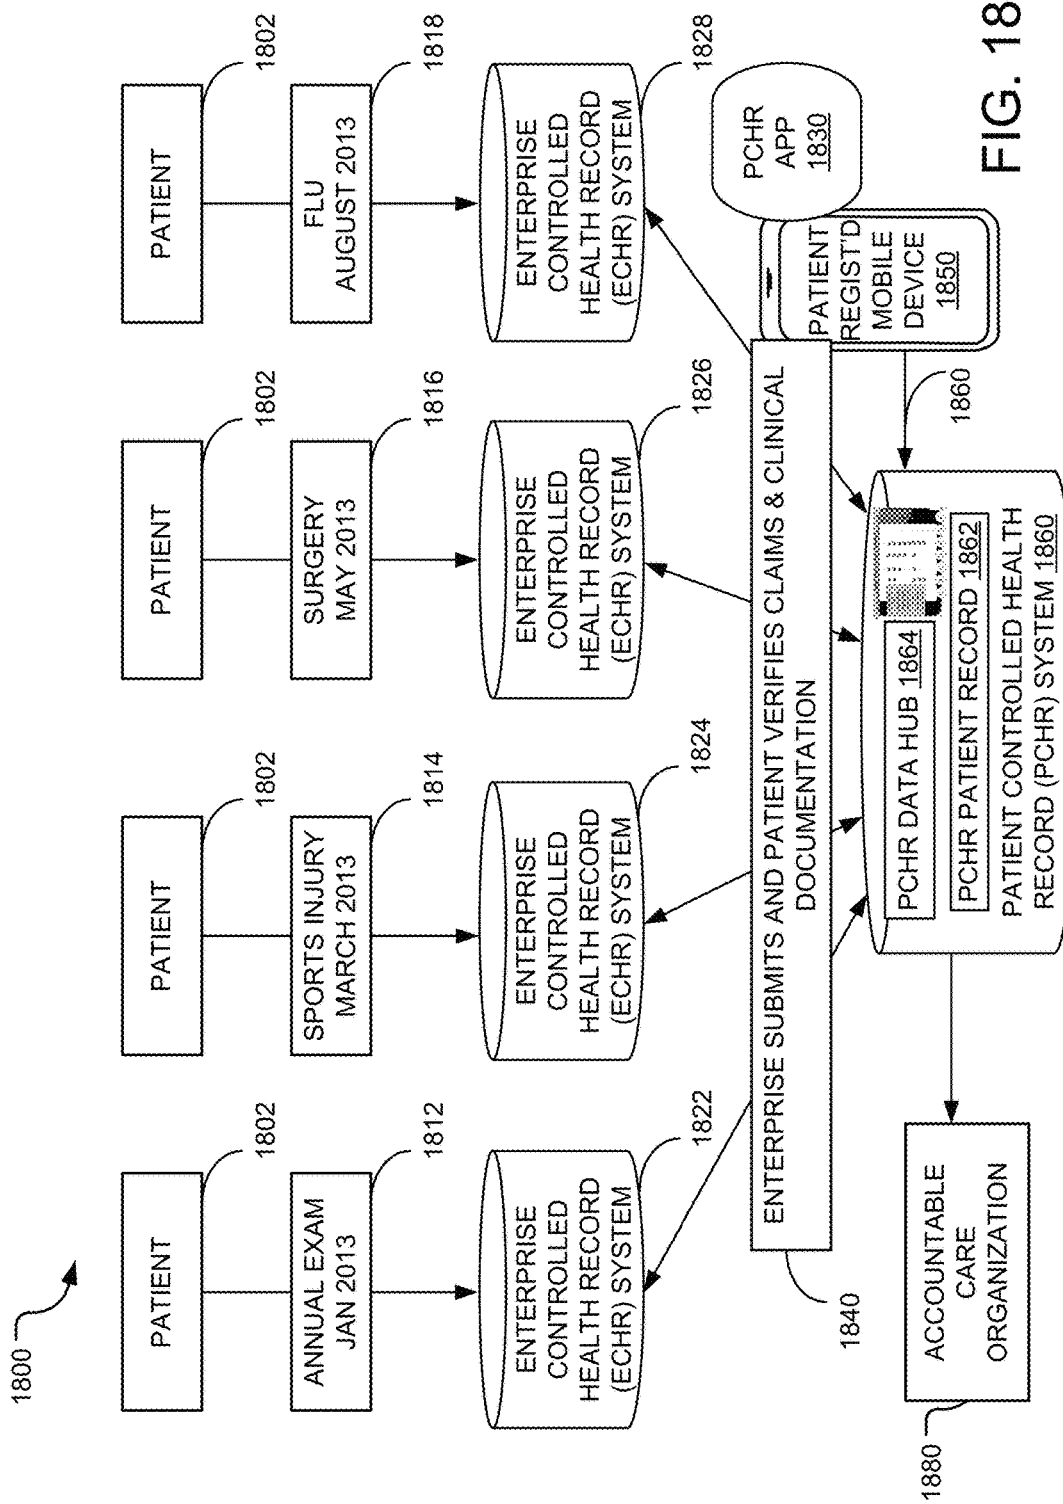 1800
PATIENT
1802
ANNUAL EXAM
JAN 2013
1812
ENTERPRISE
CONTROLLED
HEALTH RECORD
(ECHR) SYSTEM
1822
PATIENT
1802
SPORTS INJURY
MARCH 2013
1814
ENTERPRISE
CONTROLLED
HEALTH RECORD
(ECHR) SYSTEM
1824
PATIENT
1802
SURGERY
MAY 2013
1816
ENTERPRISE
CONTROLLED
HEALTH RECORD
(ECHR) SYSTEM
1826
PATIENT
1802
FLU
AUGUST 2013
1818
ENTERPRISE
CONTROLLED
HEALTH RECORD
(ECHR) SYSTEM
1828
ENTERPRISE SUBMITS AND PATIENT VERIFIES CLAIMS & CLINICAL
DOCUMENTATION
1840
PCHR
APP
1830
PATIENT
REGIST'D
MOBILE
DEVICE
1850
1860
PCHR DATA HUB 1864
PCHR PATIENT RECORD 1862
PATIENT CONTROLLED HEALTH
RECORD (PCHR) SYSTEM 1860
ACCOUNTABLE
CARE
ORGANIZATION
1880
FIG. 18